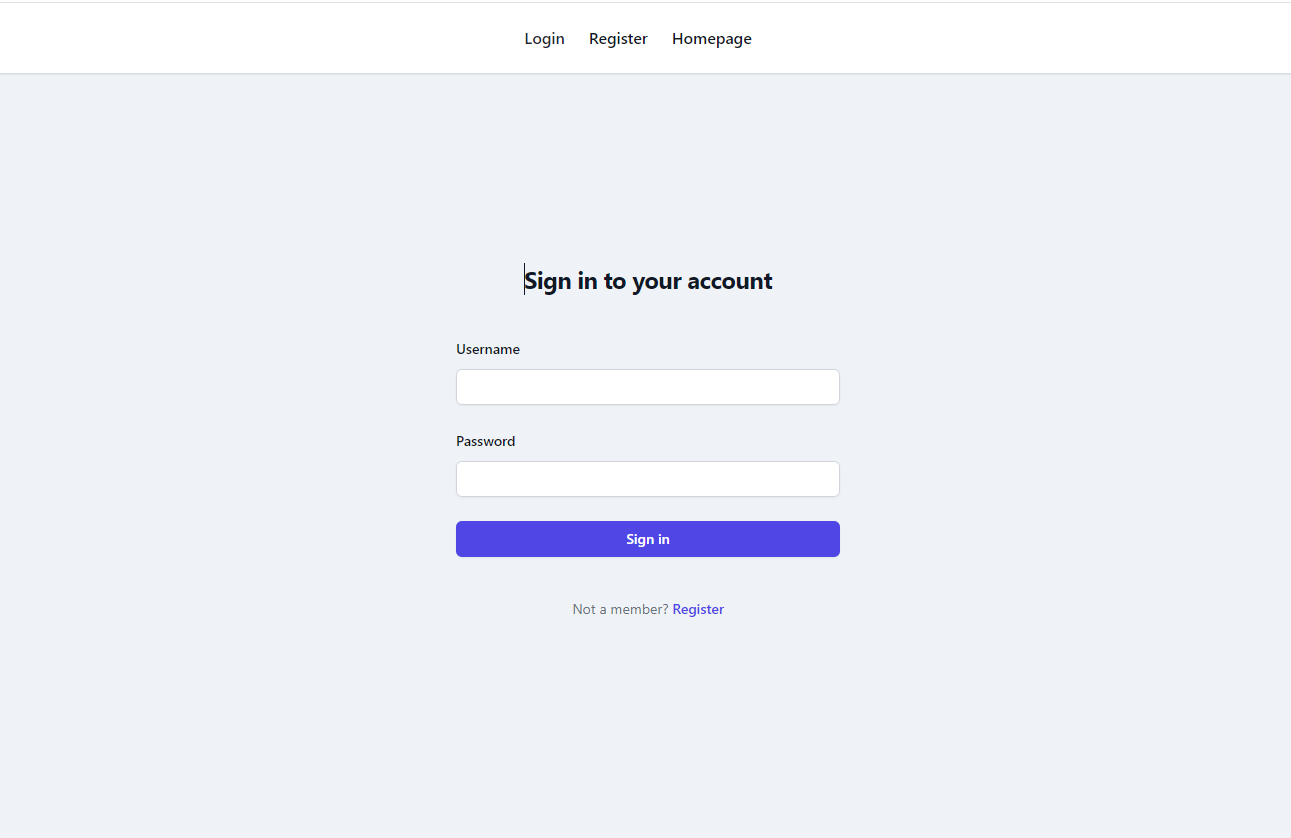 Login Register Homepage
Sign in to your account
Username
Password
Sign in
Not a member? Register